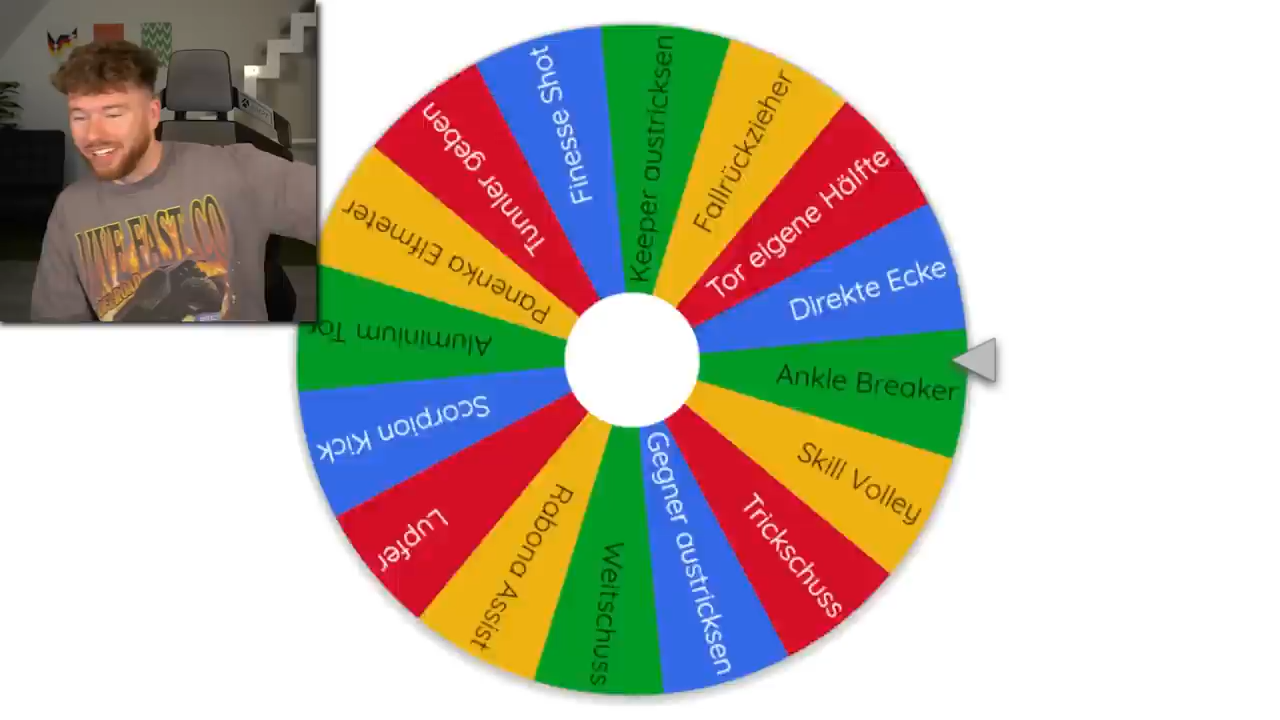 LIVE FAST CO
Finesse Shot
Keeper austricksen
Fallrückzieher
Tor eigene Hälfte
Direkte Ecke
Ankle Breaker
Skill Volley
Trickschuss
Gegner austricksen
Weitschuss
Rabona Assist
Lupfer
Scorpion Kick
Aluminium Tor
Panenka Elfmeter
Tunnler geben